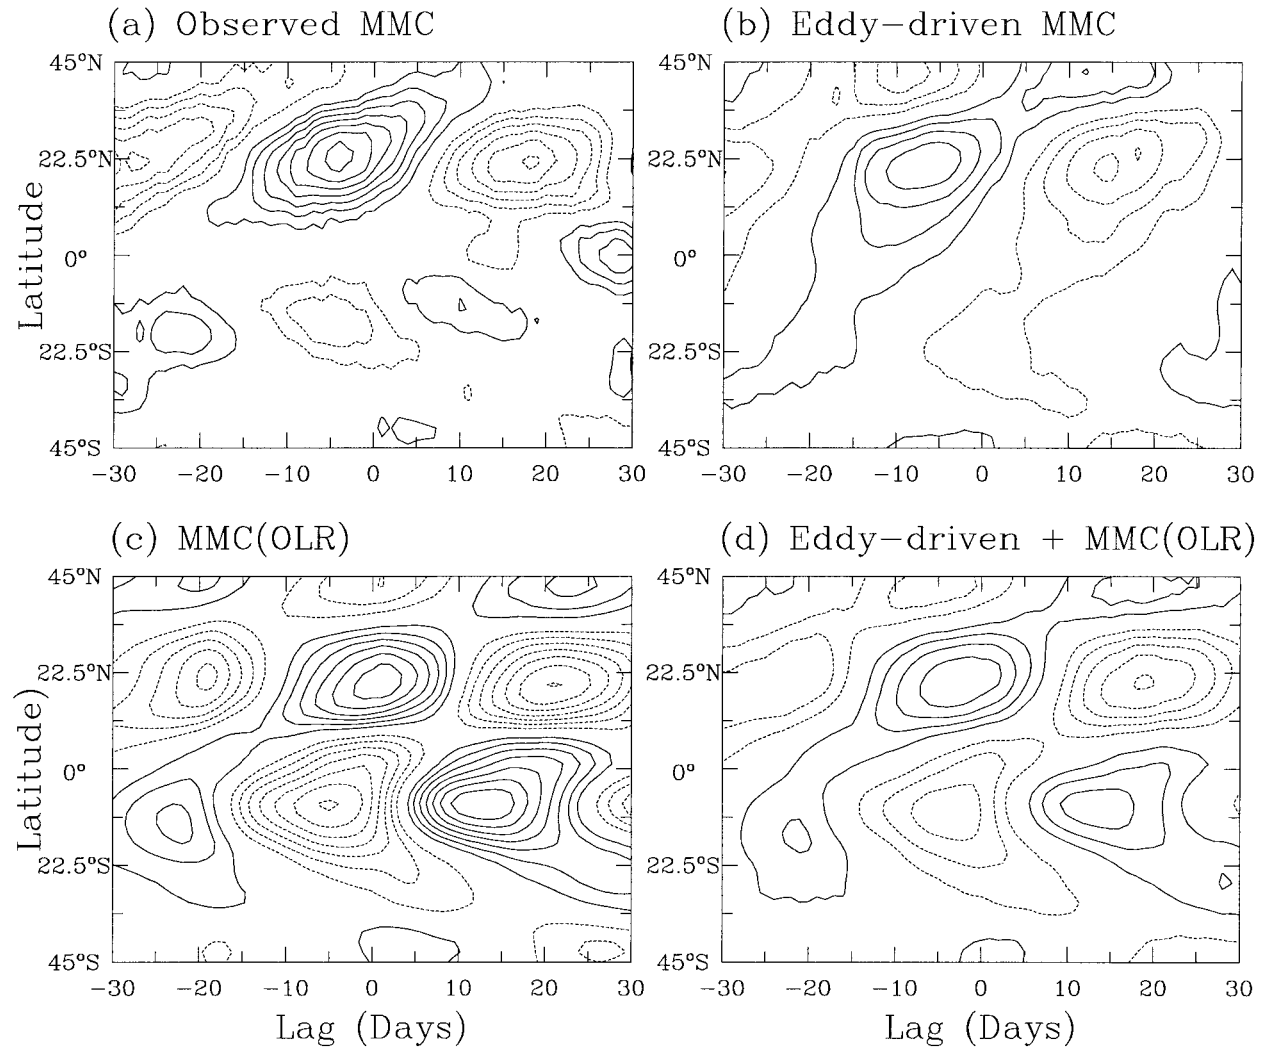 (a) Observed MMC
(b) Eddy-driven MMC
45°N
22.5°N
0°
22.5°S
45°S
Latitude
-30 -20 -10 0 10 20 30
45°N
22.5°N
0°
22.5°S
45°S
-30 -20 -10 0 10 20 30
(c) MMC(OLR)
(d) Eddy-driven + MMC(OLR)
45°N
22.5°N
0°
22.5°S
45°S
Latitude)
-30 -20 -10 0 10 20 30
Lag (Days)
45°N
22.5°N
0°
22.5°S
45°S
-30 -20 -10 0 10 20 30
Lag (Days)